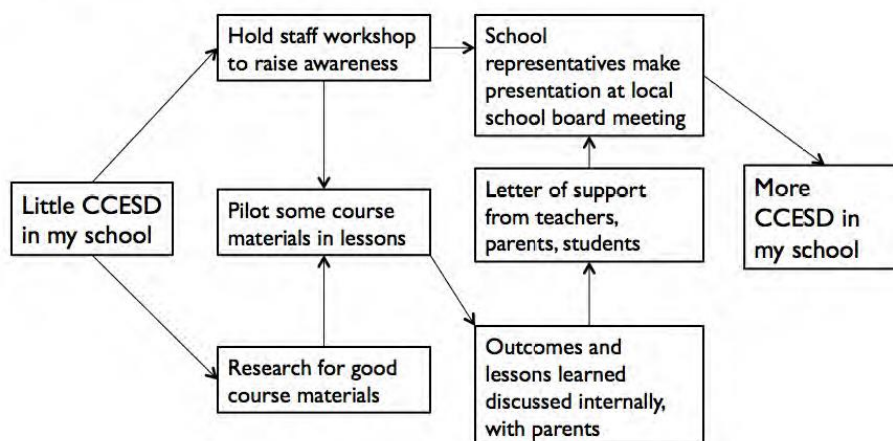 Hold staff workshop
to raise awareness
School
representatives make
presentation at local
school board meeting
Little CCESD
in my school
Pilot some course
materials in lessons
Letter of support
from teachers,
parents, students
More
CCESD in
my school
Research for good
course materials
Outcomes and
lessons learned
discussed internally,
with parents